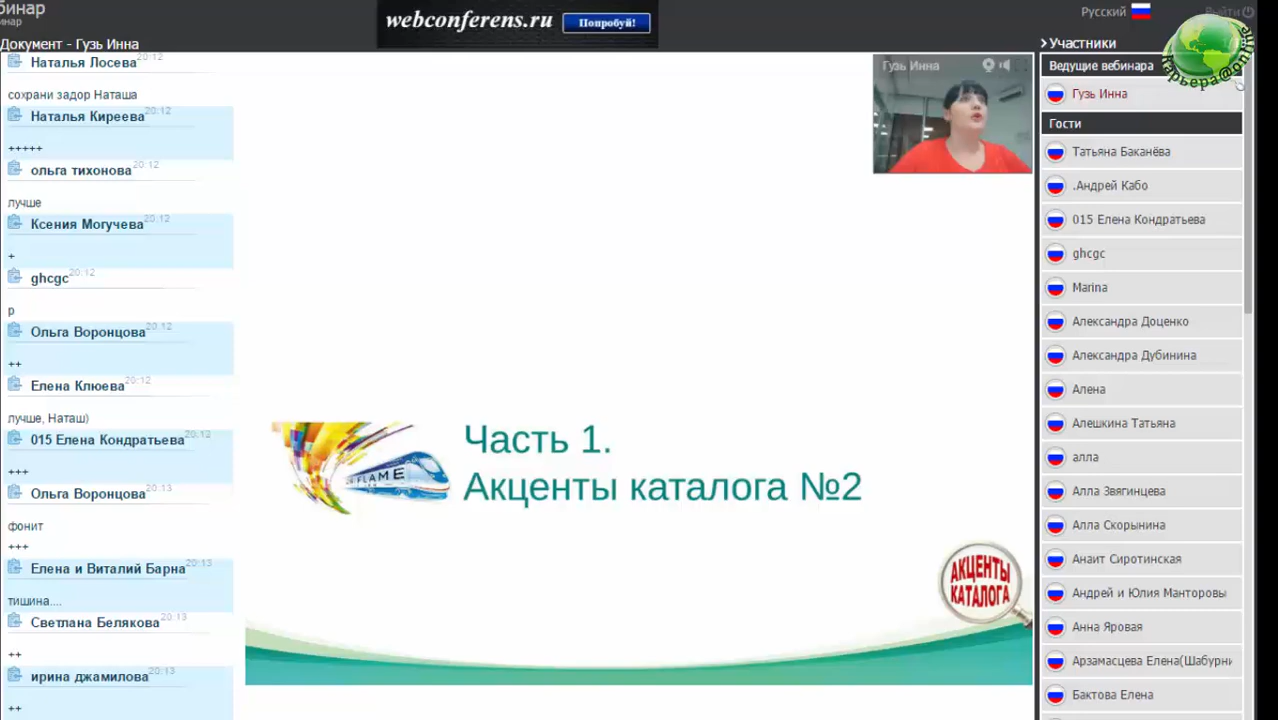 бинар
инар
webconferens.ru
Попробуй!
Русский
Выйти
Документ - Гузь Инна
Наталья Лосева 20:12
сохрани задор Наташа
Наталья Киреева 20:12
+++++
ольга тихонова 20:12
лучше
Ксения Могучева 20:12
+
ghcgc 20:12
р
Ольга Воронцова 20:12
++
Елена Клюева 20:12
лучше, Наташ)
015 Елена Кондратьева 20:12
+++
Ольга Воронцова 20:13
фонит
+++
Елена и Виталий Барна 20:13
тишина....
Светлана Белякова 20:13
++
ирина джамилова 20:13
++
Гузь Инна
Часть 1.
Акценты каталога №2
АКЦЕНТЫ
КАТАЛОГА
Участники
карьера@online
Ведущие вебинара
Гузь Инна
Гости
Татьяна Баканёва
.Андрей Кабо
015 Елена Кондратьева
ghcgc
Marina
Александра Доценко
Александра Дубинина
Алена
Алешкина Татьяна
алла
Алла Звягинцева
Алла Скорынина
Анаит Сиротинская
Андрей и Юлия Манторовы
Анна Яровая
Арзамасцева Елена(Шабурни
Бактова Елена